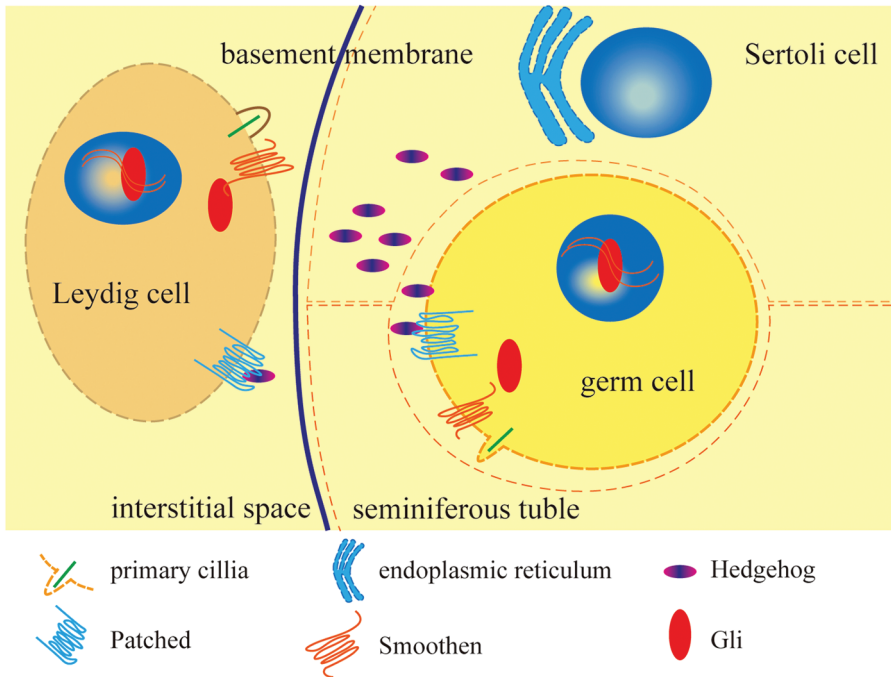 basement membrane
Sertoli cell
Leydig cell
germ cell
interstitial space
seminiferous tuble
primary cillia
endoplasmic reticulum
Hedgehog
Patched
Smoothen
Gli